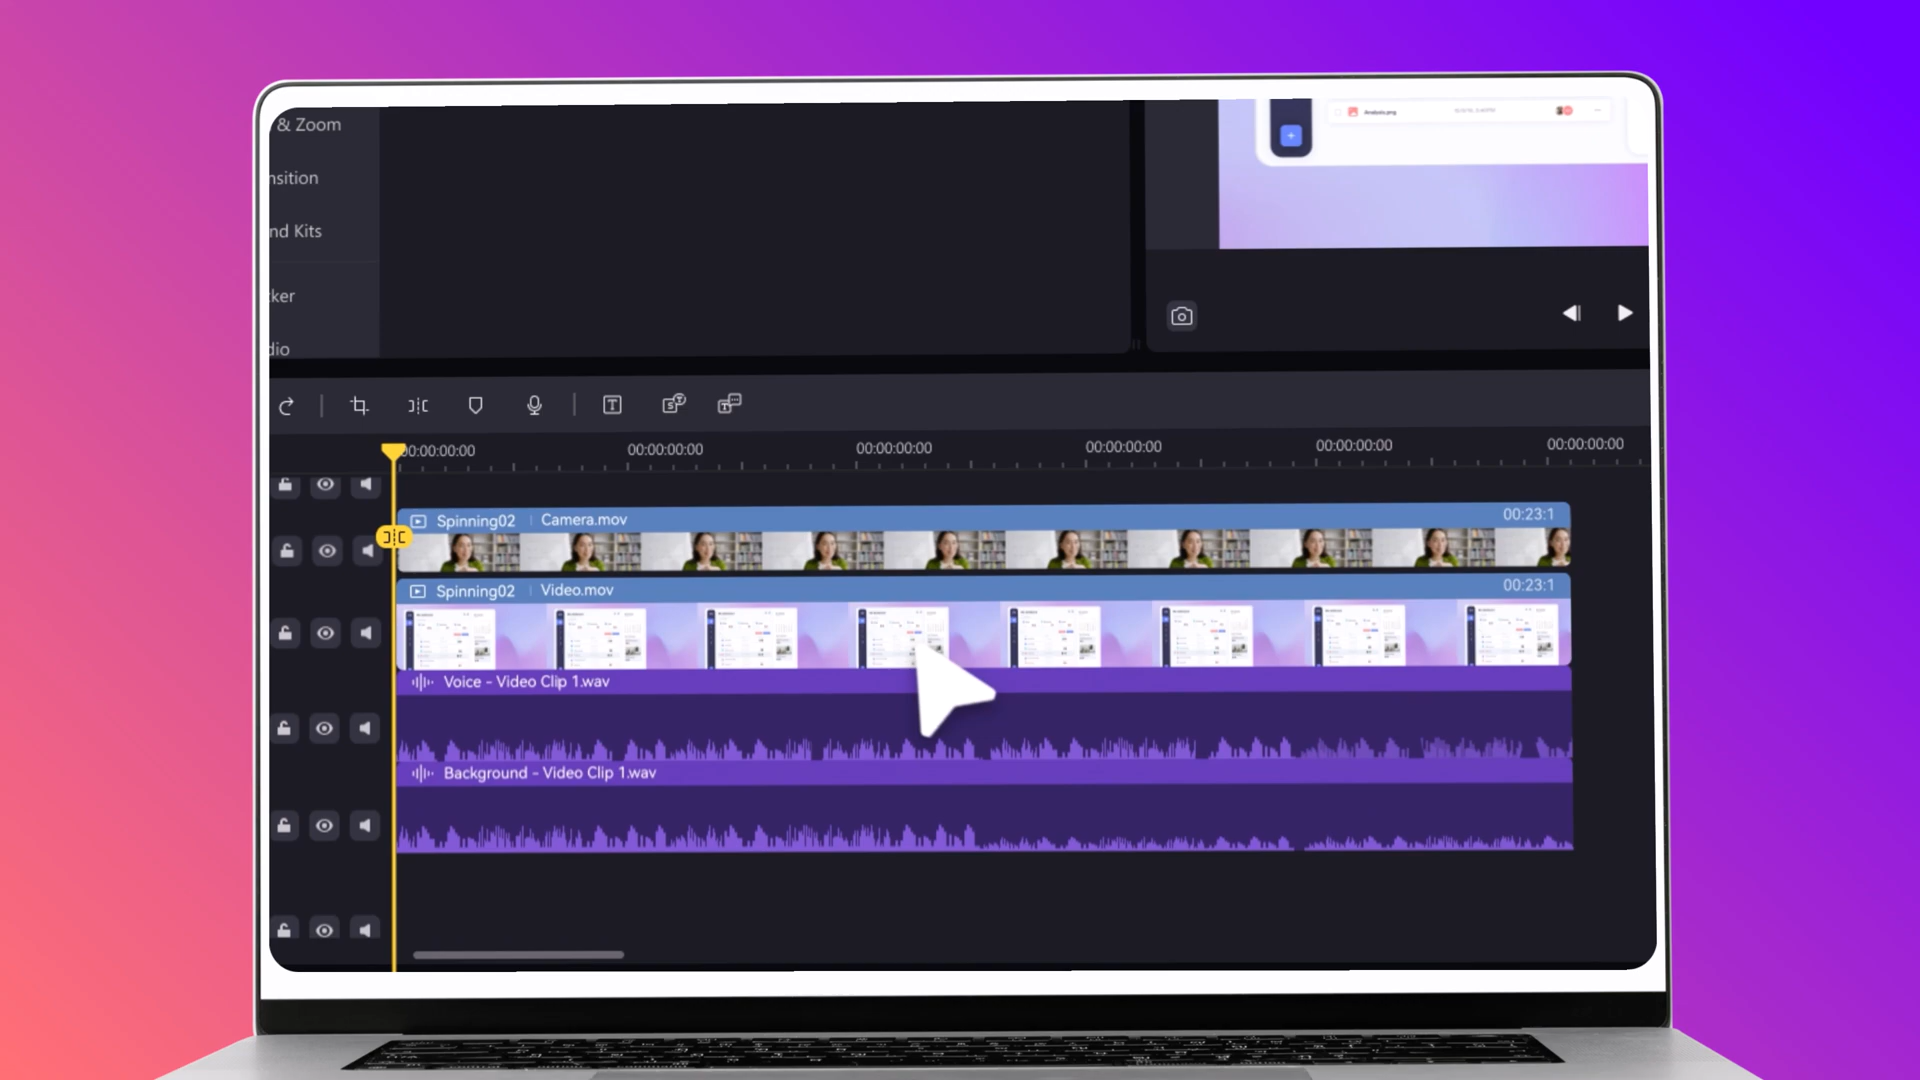 & Zoom
nsition
nd Kits
ker
dio
Analysis.png
00:00:00:00 00:00:00:00 00:00:00:00 00:00:00:00 00:00:00:00 00:00:00:00
Spinning02 | Camera.mov 00:23:1
Spinning02 | Video.mov 00:23:1
Voice - Video Clip 1.wav
Background - Video Clip 1.wav